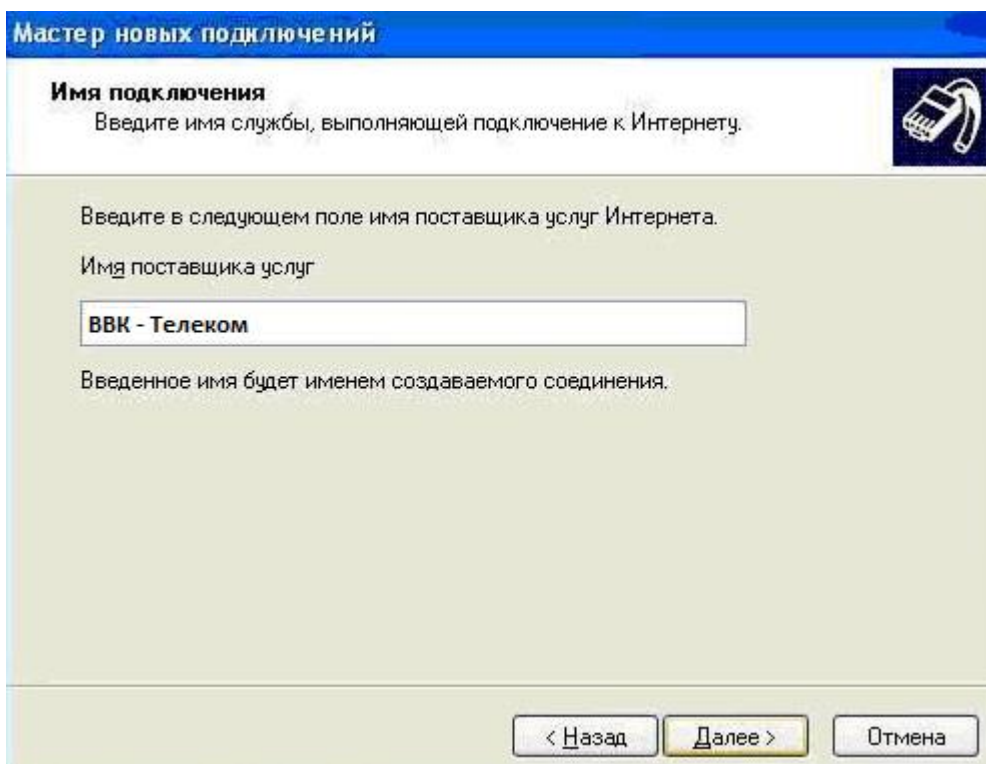 Мастер новых подключений
Имя подключения
Введите имя службы, выполняющей подключение к Интернету.
Введите в следующем поле имя поставщика услуг Интернета.
Имя поставщика услуг
ВВК - Телеком
Введенное имя будет именем создаваемого соединения.
< Назад Далее > Отмена